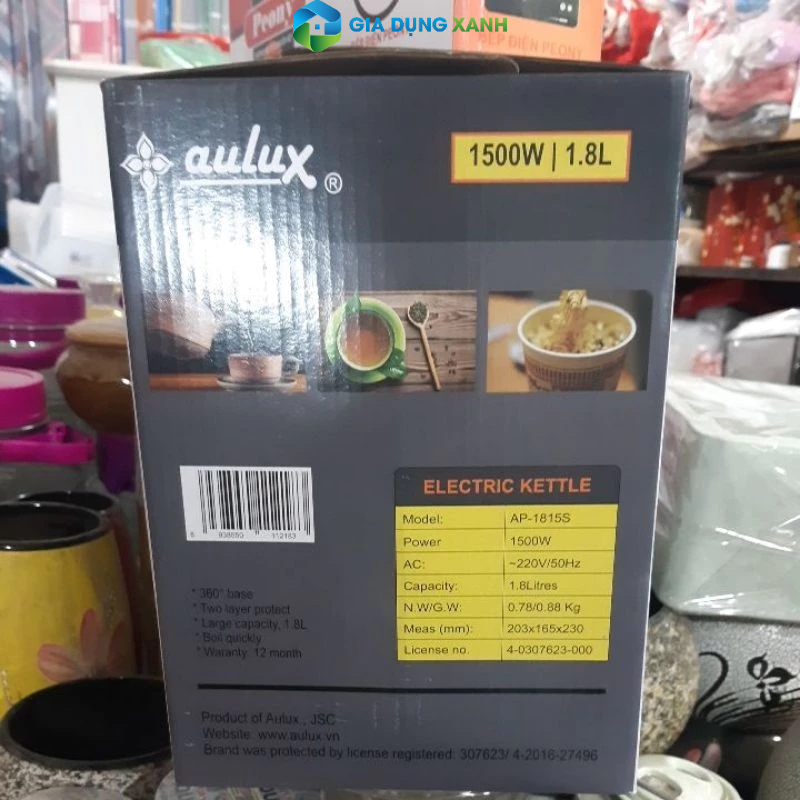 GIA DỤNG XANH
Peony
BẾP ĐIỆN PEONY
aulux ®
1500W | 1.8L
ELECTRIC KETTLE
Model: AP-1815S
Power 1500W
AC: ~220V/50Hz
Capacity: 1.8Litres
N.W/G.W: 0.78/0.88 Kg
Meas (mm): 203x165x230
License no. 4-0307623-000
8 938550 112163
* 360° base
* Two layer protect
* Large capacity, 1.8L
* Boil quickly
* Waranty: 12 month
Product of Aulux , JSC
Website: www.aulux.vn
Brand was protected by license registered: 307623/ 4-2016-27496